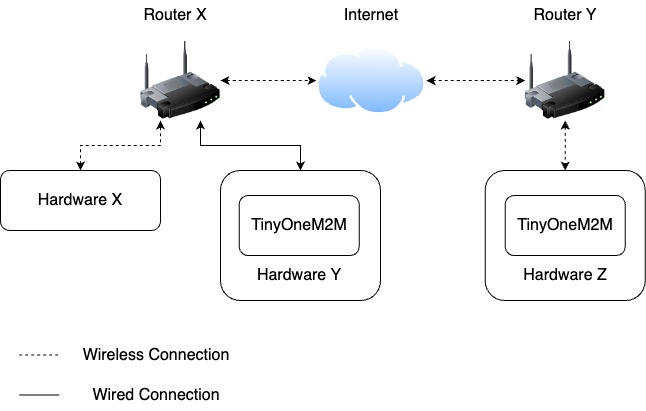 Router X
Internet
Router Y
Hardware X
TinyOneM2M
Hardware Y
TinyOneM2M
Hardware Z
Wireless Connection
Wired Connection